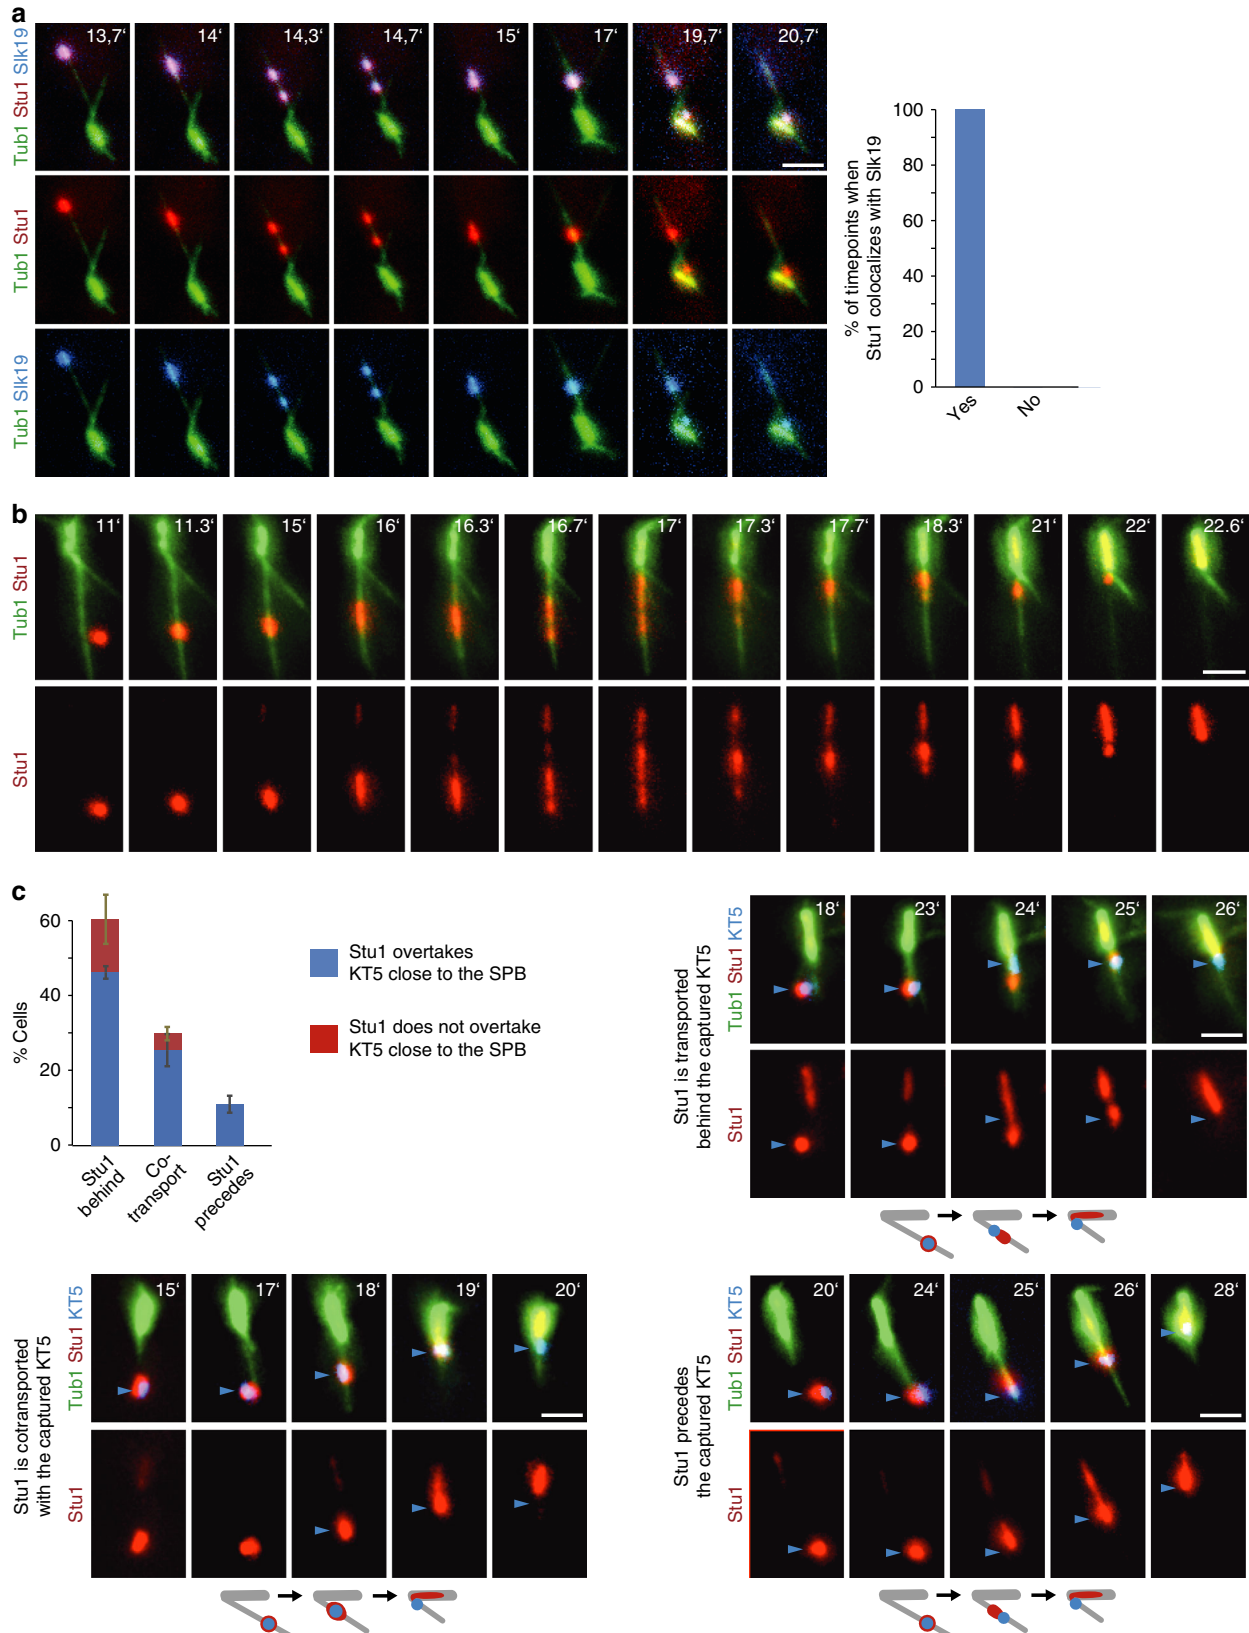 a
Tub1 Stu1 Slk19
13,7‘ 14‘ 14,3‘ 14,7‘ 15‘ 17‘ 19,7‘ 20,7‘
Tub1 Stu1
Tub1 Slk19
% of timepoints when
Stu1 colocalizes with Slk19
100
80
60
40
20
0
Yes
No
b
Tub1 Stu1
11‘ 11.3‘ 15‘ 16‘ 16.3‘ 16.7‘ 17‘ 17.3‘ 17.7‘ 18.3‘ 21‘ 22‘ 22.6‘
Stu1
c
% Cells
60
40
20
0
Stu1
behind
Co-
transport
Stu1
precedes
Stu1 overtakes
KT5 close to the SPB
Stu1 does not overtake
KT5 close to the SPB
Stu1 is transported
behind the captured KT5
Tub1 Stu1 KT5
18‘ 23‘ 24‘ 25‘ 26‘
Stu1
Stu1 is cotransported
with the captured KT5
Tub1 Stu1 KT5
15‘ 17‘ 18‘ 19‘ 20‘
Stu1
Stu1 precedes
the captured KT5
Tub1 Stu1 KT5
20‘ 24‘ 25‘ 26‘ 28‘
Stu1